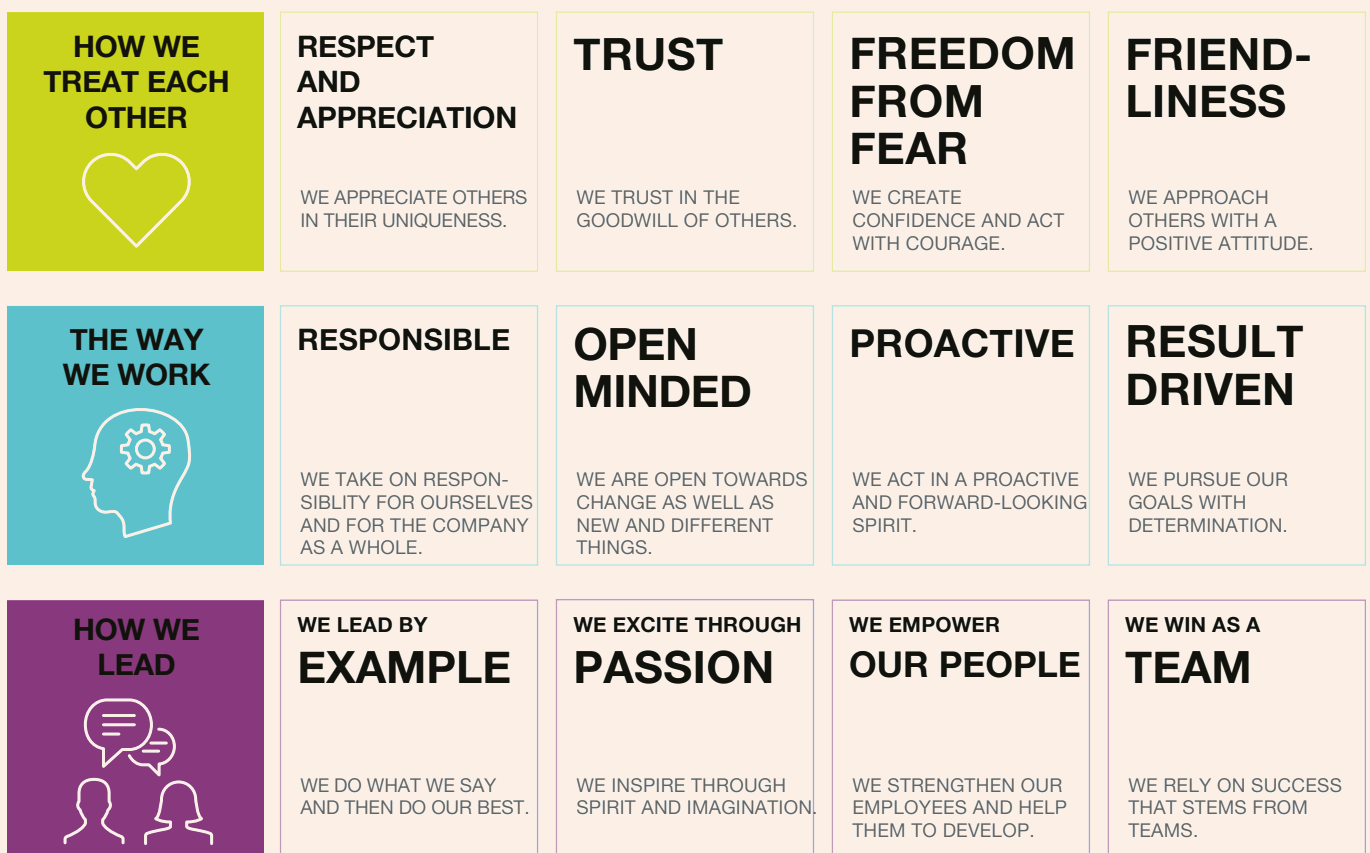 HOW WE
TREAT EACH
OTHER
RESPECT
AND
APPRECIATION
WE APPRECIATE OTHERS
IN THEIR UNIQUENESS.
TRUST
WE TRUST IN THE
GOODWILL OF OTHERS.
FREEDOM
FROM
FEAR
WE CREATE
CONFIDENCE AND ACT
WITH COURAGE.
FRIEND-
LINESS
WE APPROACH
OTHERS WITH A
POSITIVE ATTITUDE.
THE WAY
WE WORK
RESPONSIBLE
WE TAKE ON RESPON-
SIBLITY FOR OURSELVES
AND FOR THE COMPANY
AS A WHOLE.
OPEN
MINDED
WE ARE OPEN TOWARDS
CHANGE AS WELL AS
NEW AND DIFFERENT
THINGS.
PROACTIVE
WE ACT IN A PROACTIVE
AND FORWARD-LOOKING
SPIRIT.
RESULT
DRIVEN
WE PURSUE OUR
GOALS WITH
DETERMINATION.
HOW WE
LEAD
WE LEAD BY
EXAMPLE
WE DO WHAT WE SAY
AND THEN DO OUR BEST.
WE EXCITE THROUGH
PASSION
WE INSPIRE THROUGH
SPIRIT AND IMAGINATION.
WE EMPOWER
OUR PEOPLE
WE STRENGTHEN OUR
EMPLOYEES AND HELP
THEM TO DEVELOP.
WE WIN AS A
TEAM
WE RELY ON SUCCESS
THAT STEMS FROM
TEAMS.